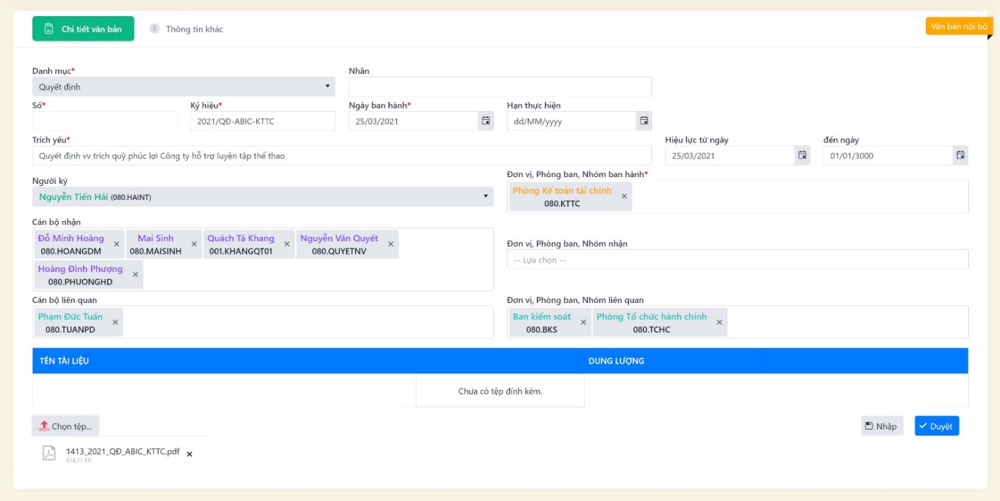 Chi tiết văn bản
Thông tin khác
Văn bản nội bộ
Danh mục*
Nhãn
Quyết định
Số*
Ký hiệu*
Ngày ban hành*
Hạn thực hiện
2021/QĐ-ABIC-KTTC
25/03/2021
dd/MM/yyyy
Trích yếu*
Hiệu lực từ ngày
đến ngày
Quyết định vv trích quỹ phúc lợi Công ty hỗ trợ luyện tập thể thao
25/03/2021
01/01/3000
Người ký
Đơn vị, Phòng ban, Nhóm ban hành*
Nguyễn Tiến Hải (080.HAINT)
Phòng Kế toán tài chính
080.KTTC
Cán bộ nhận
Đỗ Minh Hoàng
080.HOANGDM
Mai Sinh
080.MAISINH
Quách Tá Khang
001.KHANGQT01
Nguyễn Văn Quyết
080.QUYETNV
Hoàng Đình Phượng
080.PHUONGHD
Đơn vị, Phòng ban, Nhóm nhận
-- Lựa chọn --
Cán bộ liên quan
Đơn vị, Phòng ban, Nhóm liên quan
Phạm Đức Tuấn
080.TUANPD
Ban kiểm soát
080.BKS
Phòng Tổ chức hành chính
080.TCHC
TÊN TÀI LIỆU
DUNG LƯỢNG
Chưa có tệp đính kèm.
Chọn tệp...
Nhập
Duyệt
1413_2021_QĐ_ABIC_KTTC.pdf
474.27 KB